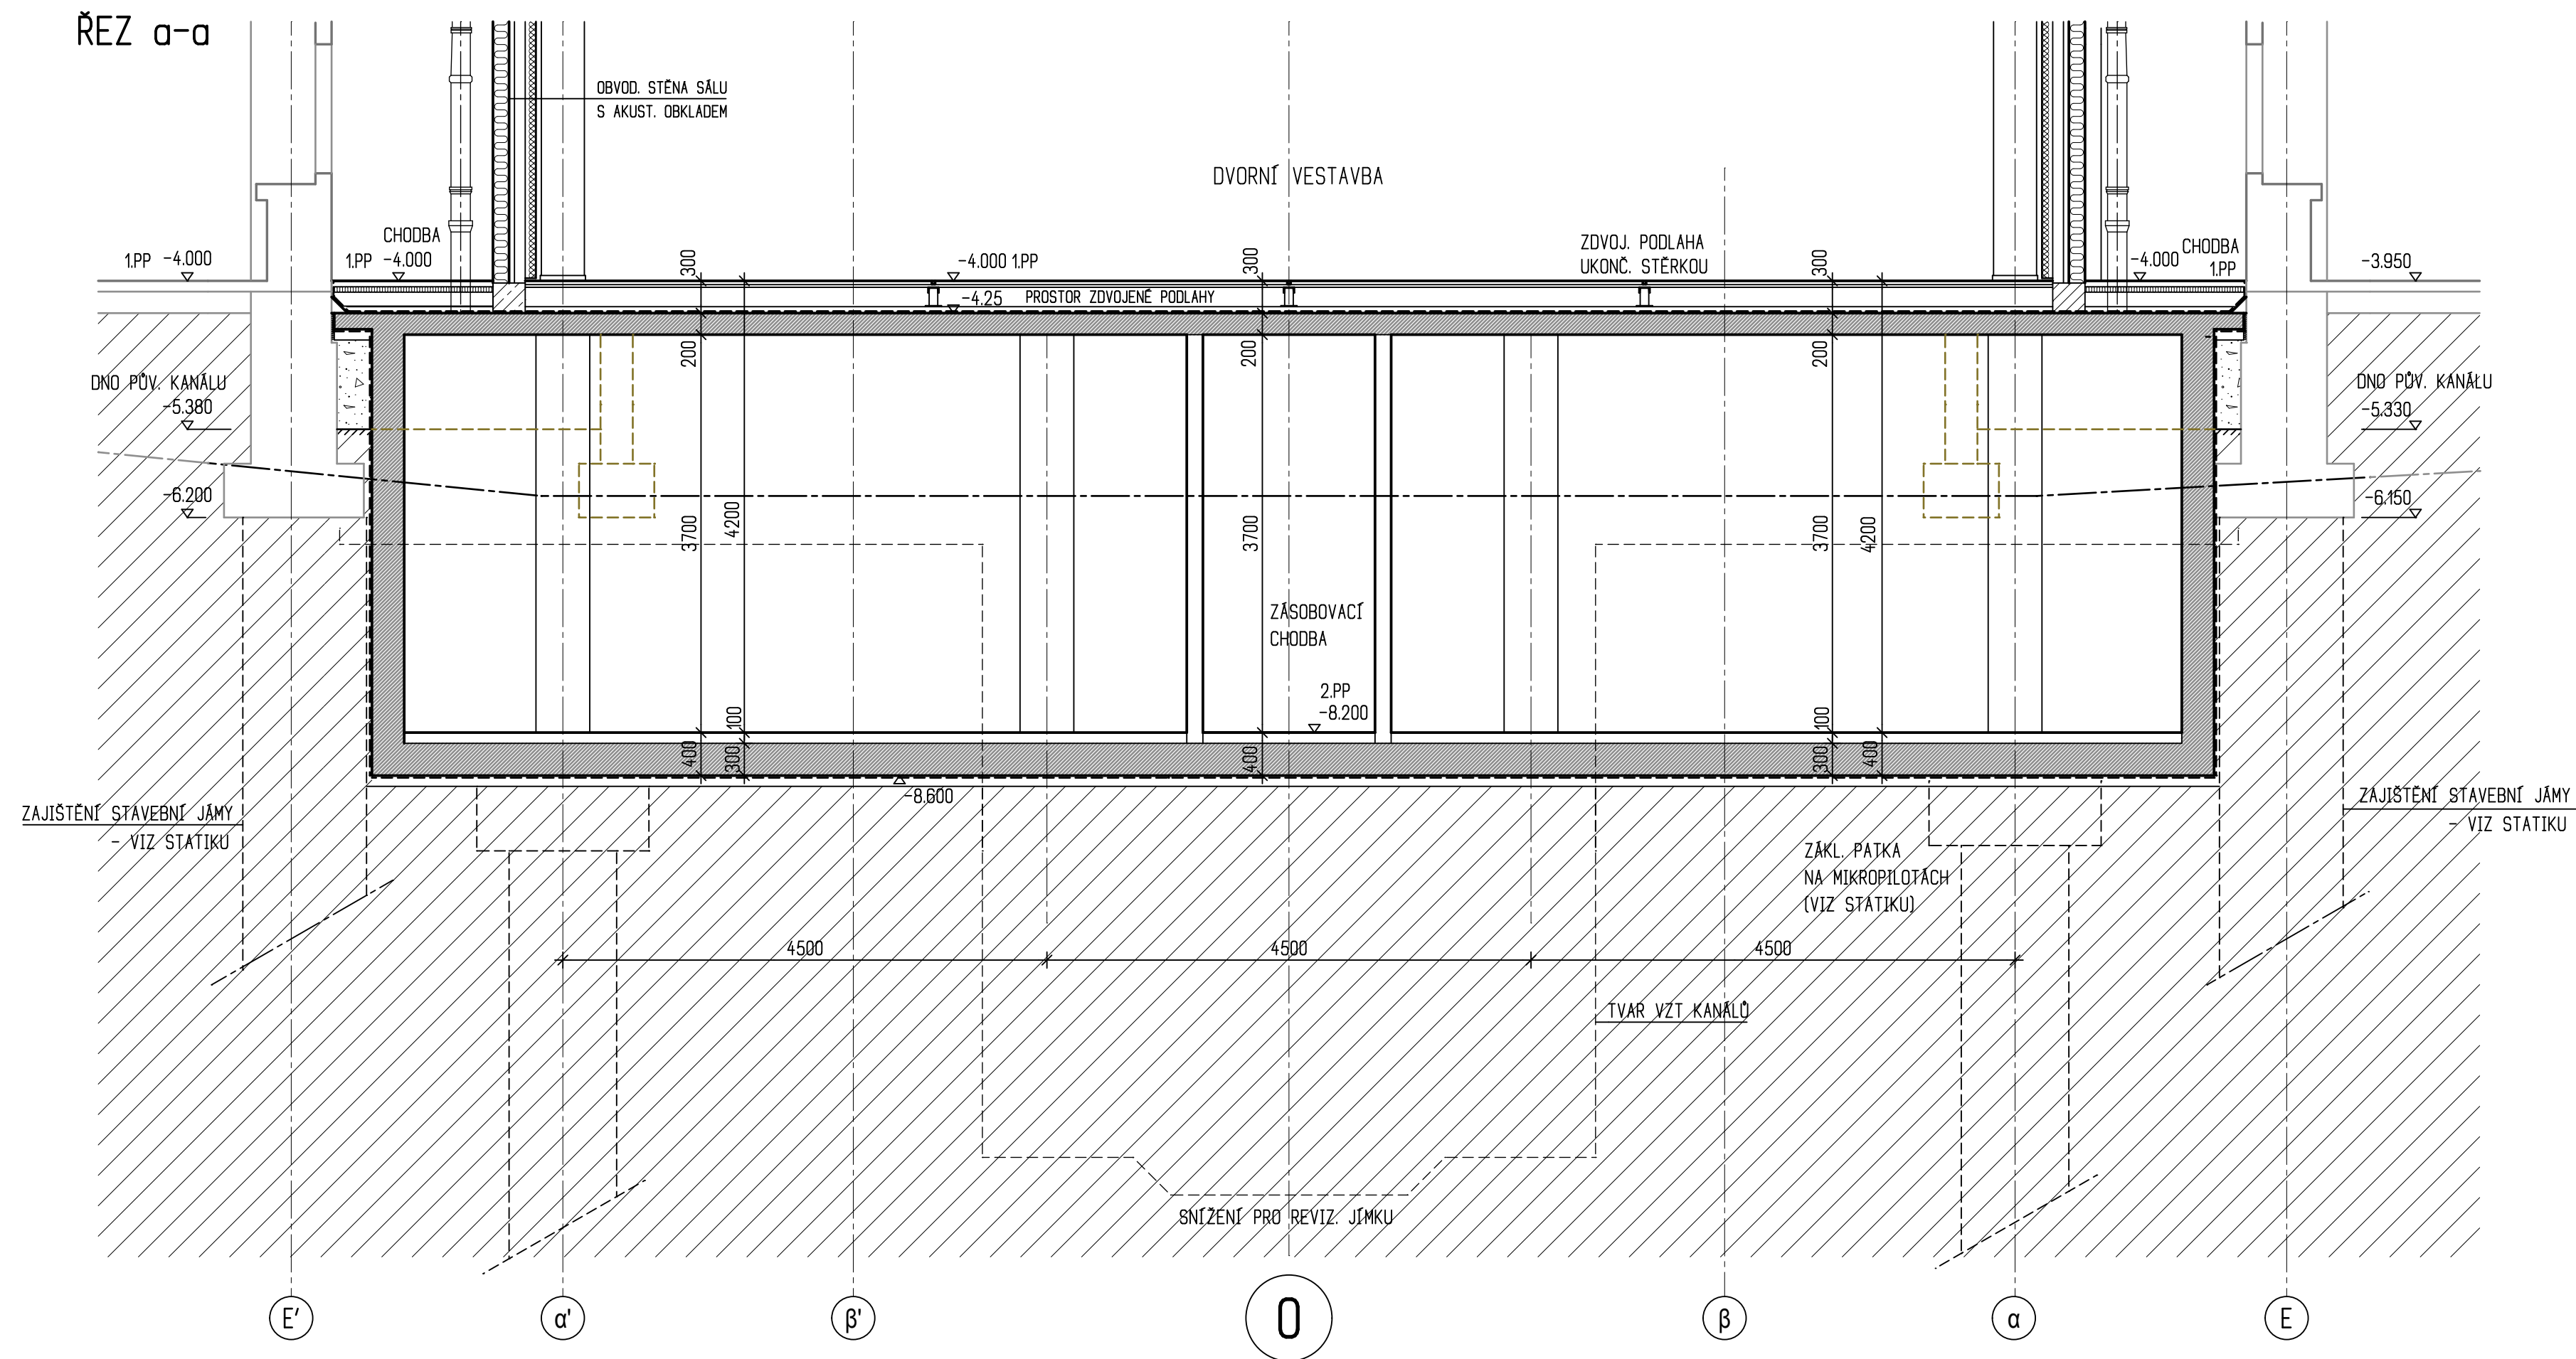 ŘEZ a-a
OBVOD. STĚNA SÁLU
S AKUST. OBKLADEM
DVORNÍ VESTAVBA
CHODBA
1.PP -4.000
1.PP -4.000
300
-4.000 1.PP
300
ZDVOJ. PODLAHA
UKONČ. STĚRKOU
300
-4.000
CHODBA
1.PP
-3.950
-4.25 PROSTOR ZDVOJENÉ PODLAHY
200
200
200
DNO PŮV. KANÁLU
-5.380
DNO PŮV. KANÁLU
-5.330
-6.200
-6.150
3700
4200
3700
3700
4200
ZÁSOBOVACÍ
CHODBA
2.PP
-8.200
100
100
400
300
400
300
400
-8.600
ZAJIŠTĚNÍ STAVEBNÍ JÁMY
- VIZ STATIKU
ZAJIŠTĚNÍ STAVEBNÍ JÁMY
- VIZ STATIKU
ZÁKL. PATKA
NA MIKROPILOTÁCH
(VIZ STATIKU)
4500
4500
4500
TVAR VZT KANÁLŮ
SNÍŽENÍ PRO REVIZ. JÍMKU
E'
α'
β'
O
β
α
E